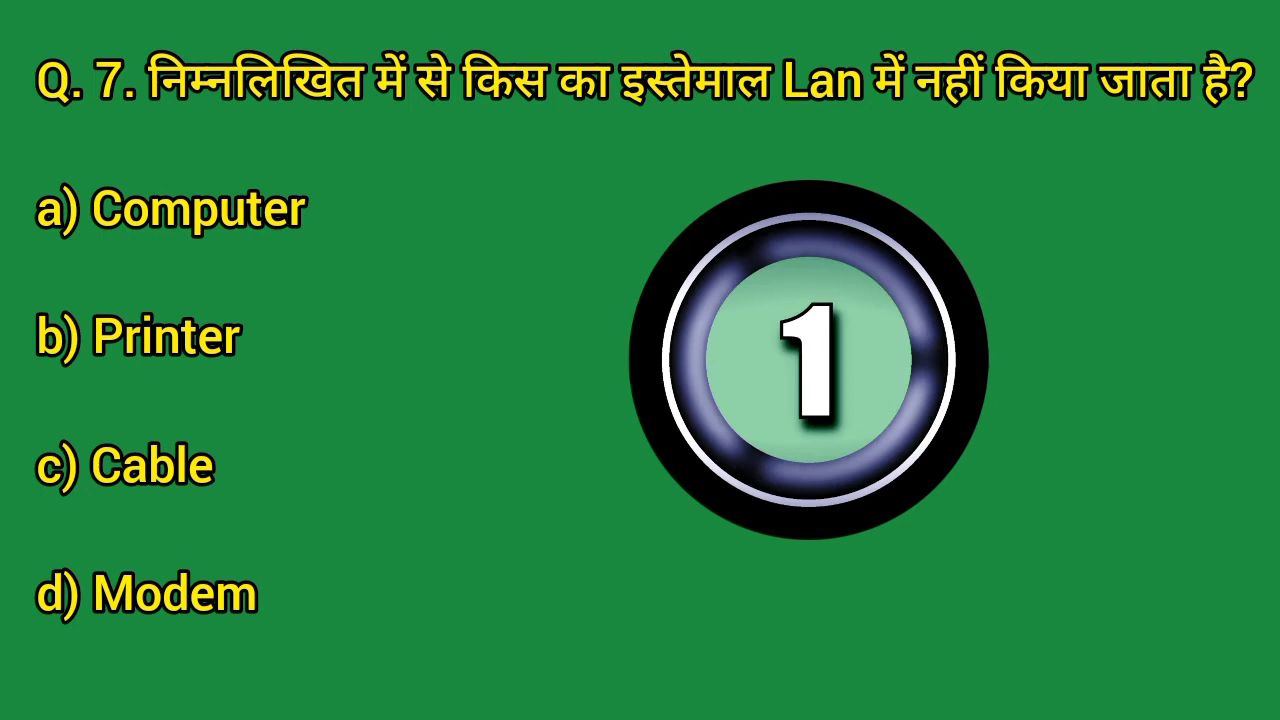 Q. 7. निम्नलिखित में से किस का इस्तेमाल Lan में नहीं किया जाता है?
a) Computer
b) Printer
c) Cable
d) Modem
1